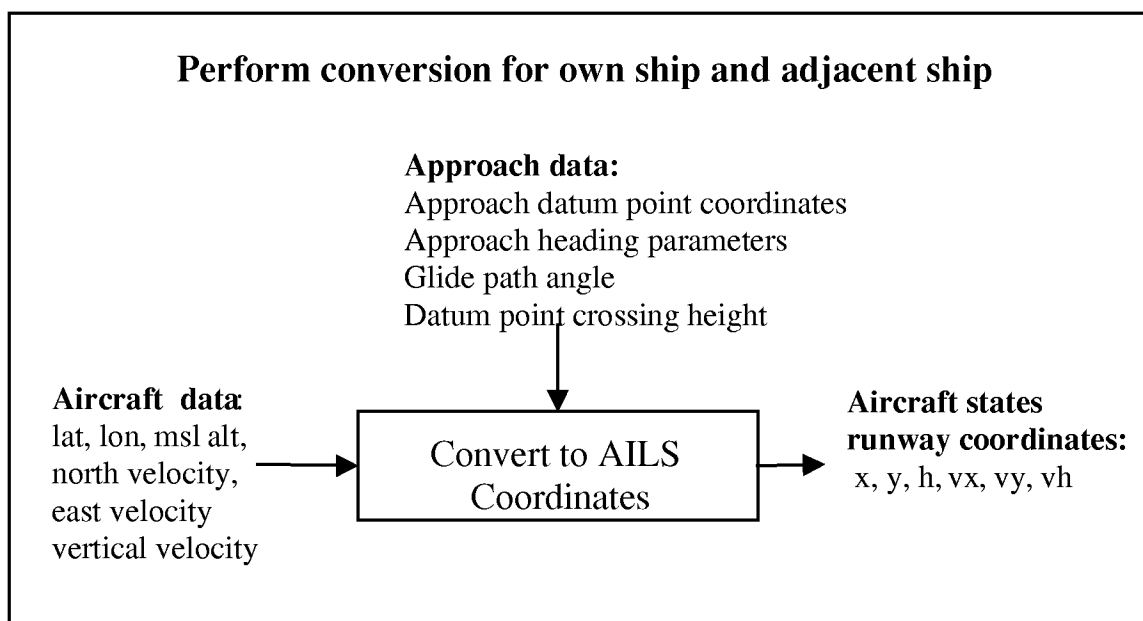 Perform conversion for own ship and adjacent ship
Approach data:
Approach datum point coordinates
Approach heading parameters
Glide path angle
Datum point crossing height
Aircraft data:
lat, lon, msl alt,
north velocity,
east velocity
vertical velocity
Convert to AILS
Coordinates
Aircraft states
runway coordinates:
x, y, h, vx, vy, vh